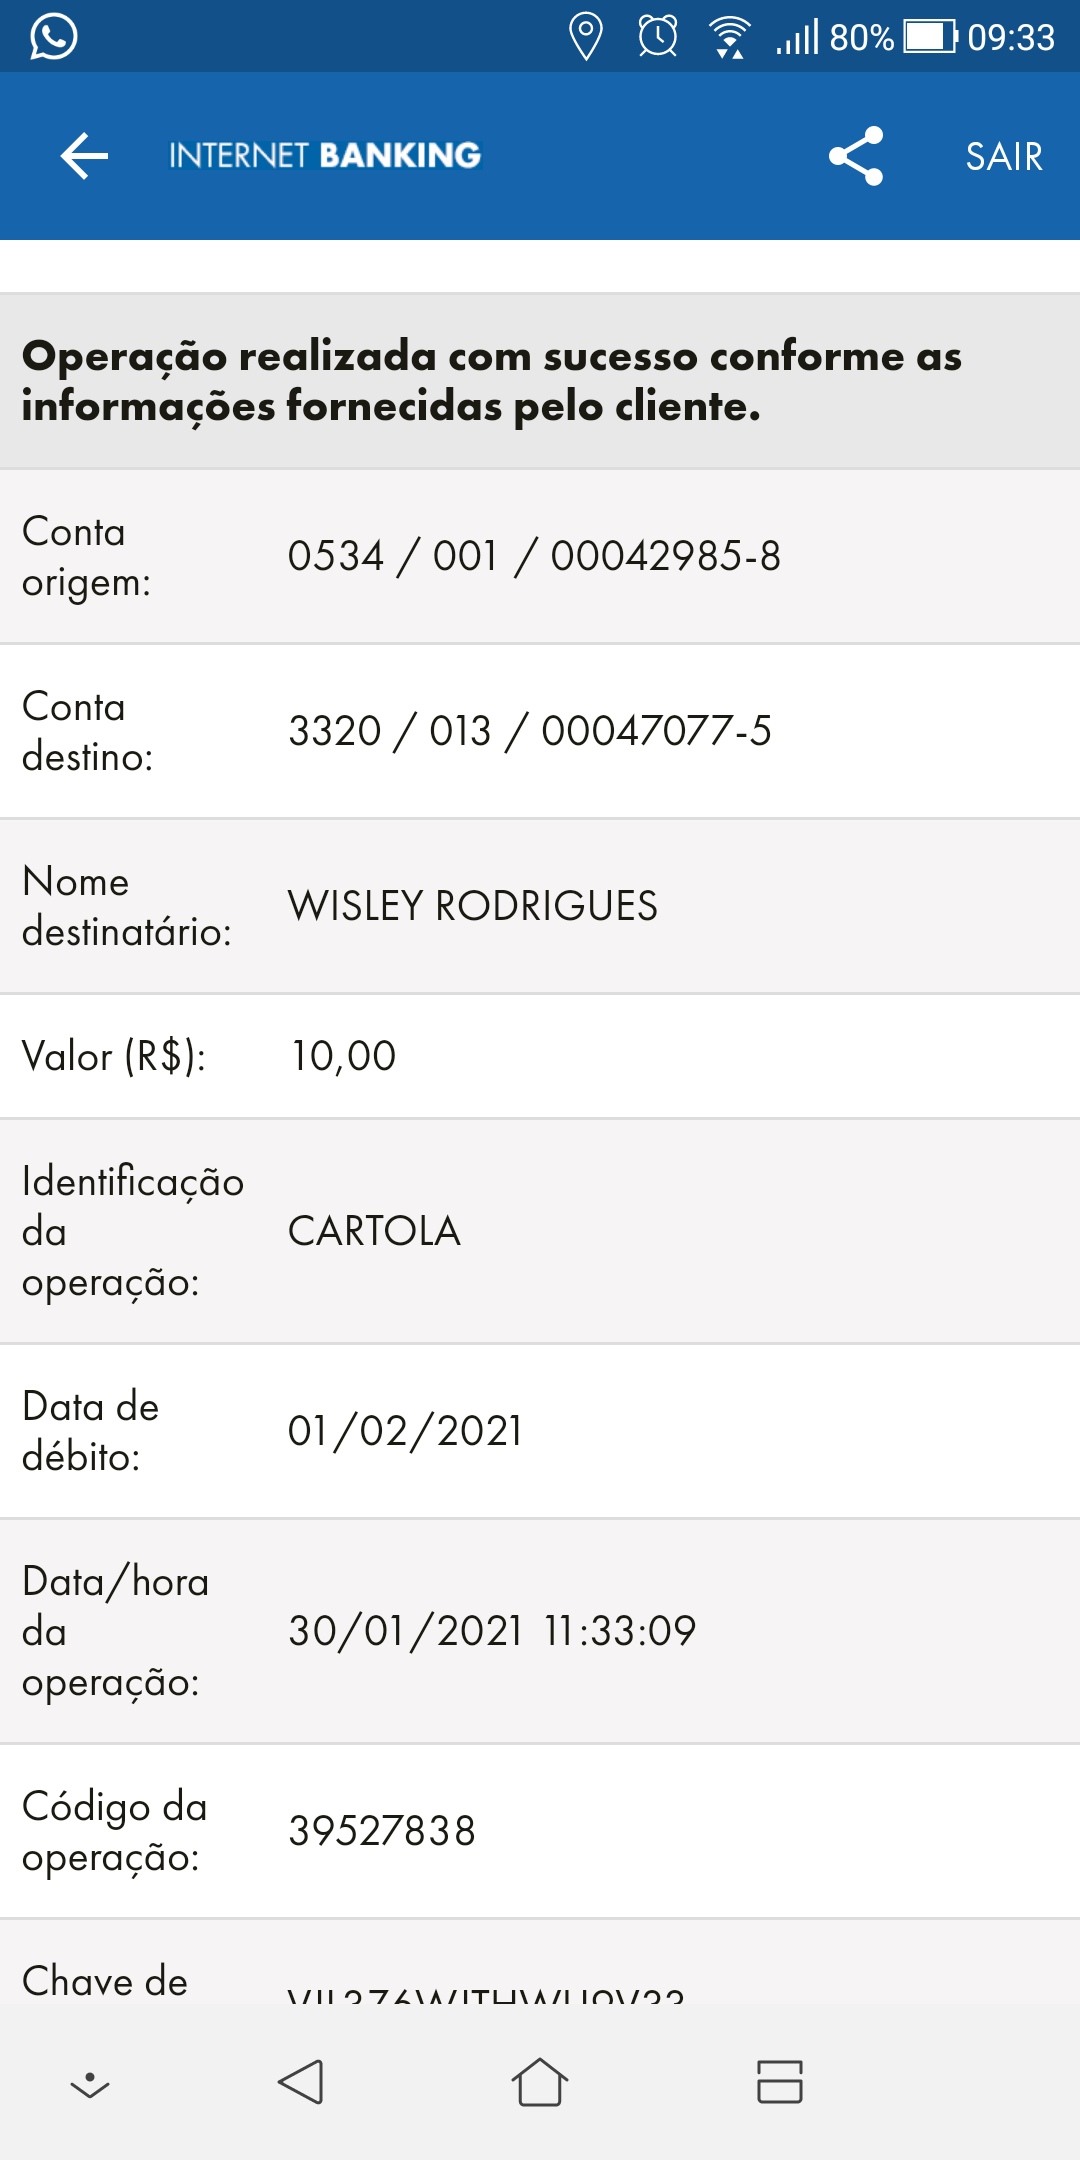 80% 09:33
INTERNET BANKING
SAIR
Operação realizada com sucesso conforme as
informações fornecidas pelo cliente.
Conta
origem:
0534 / 001 / 00042985-8
Conta
destino:
3320 / 013 / 00047077-5
Nome
destinatário:
WISLEY RODRIGUES
Valor (R$):
10,00
Identificação
da
operação:
CARTOLA
Data de
débito:
01/02/2021
Data/hora
da
operação:
30/01/2021 11:33:09
Código da
operação:
39527838
Chave de